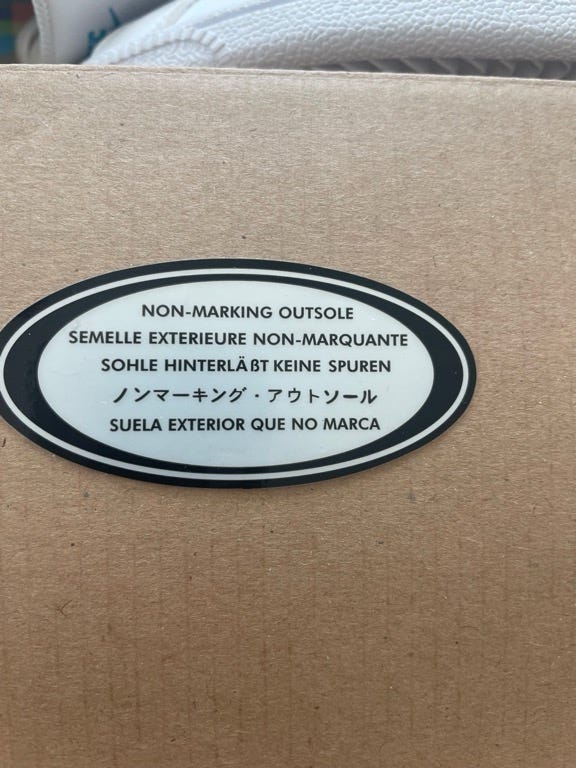 NON-MARKING OUTSOLE
SEMELLE EXTERIEURE NON-MARQUANTE
SOHLE HINTERLÄßT KEINE SPUREN
ノンマーキング・アウトソール
SUELA EXTERIOR QUE NO MARCA